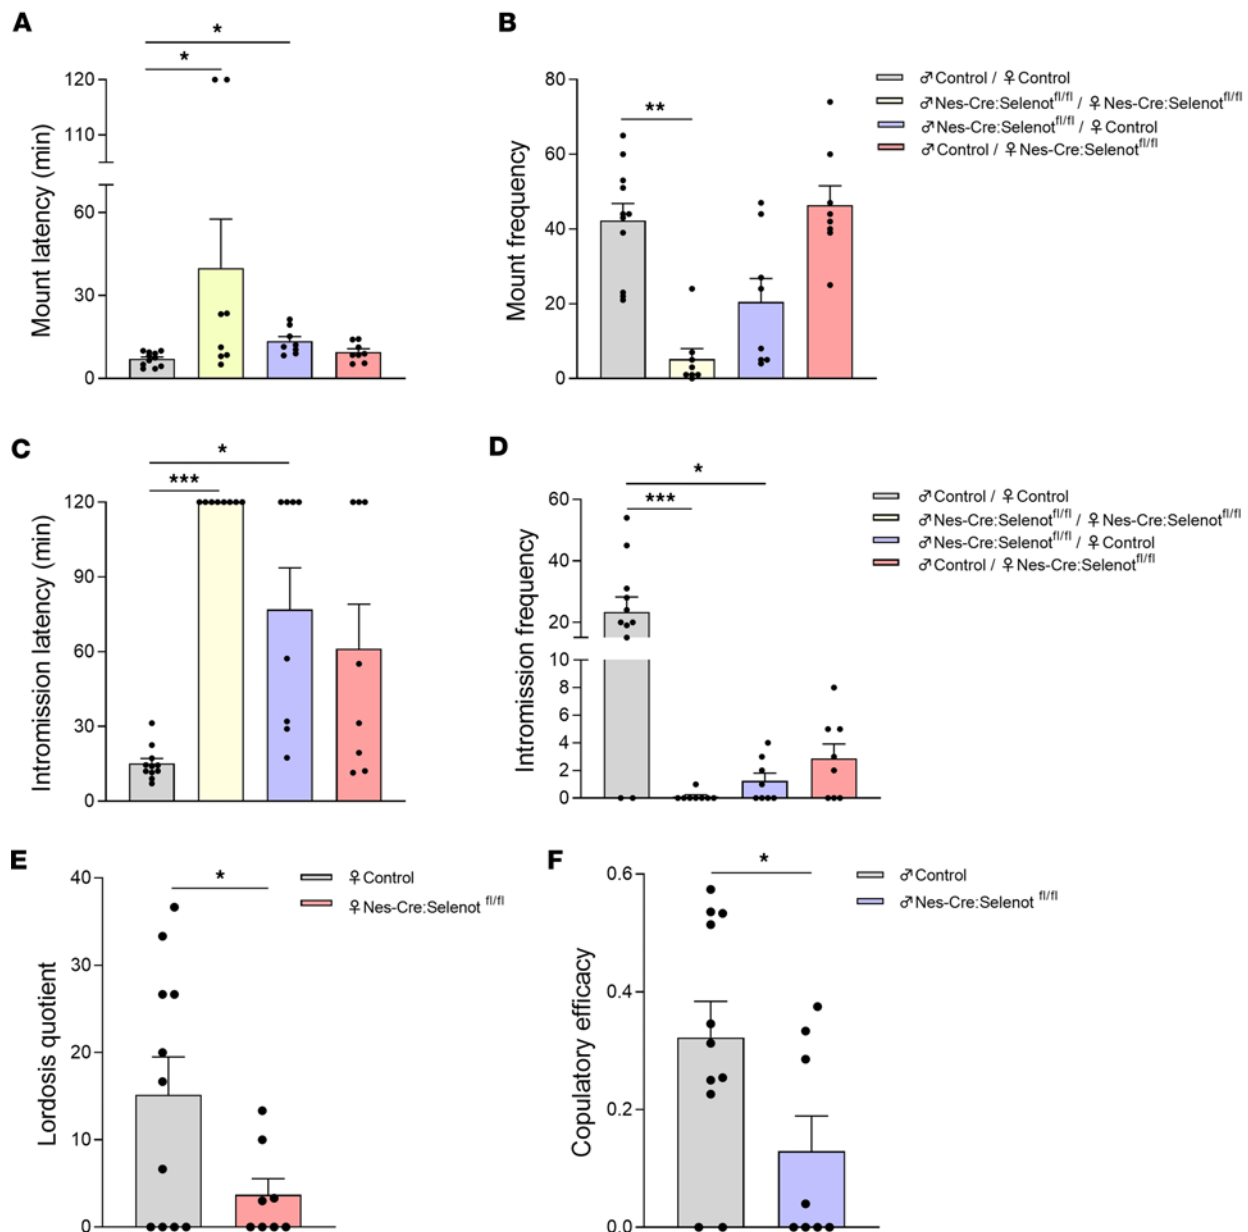 A
*
*
120
110
60
30
0
Mount latency (min)
B
**
80
60
40
20
0
Mount frequency
♂Control / ♀Control
♂Nes-Cre:Selenot^fl/fl / ♀Nes-Cre:Selenot^fl/fl
♂Nes-Cre:Selenot^fl/fl / ♀Control
♂Control / ♀Nes-Cre:Selenot^fl/fl
C
*
***
120
90
60
30
0
Intromission latency (min)
D
*
***
60
40
20
10
8
6
4
2
0
Intromission frequency
♂Control / ♀Control
♂Nes-Cre:Selenot^fl/fl / ♀Nes-Cre:Selenot^fl/fl
♂Nes-Cre:Selenot^fl/fl / ♀Control
♂Control / ♀Nes-Cre:Selenot^fl/fl
E
*
40
30
20
10
0
Lordosis quotient
♀Control
♀Nes-Cre:Selenot fl/fl
F
*
0.6
0.4
0.2
0.0
Copulatory efficacy
♂Control
♂Nes-Cre:Selenot fl/fl